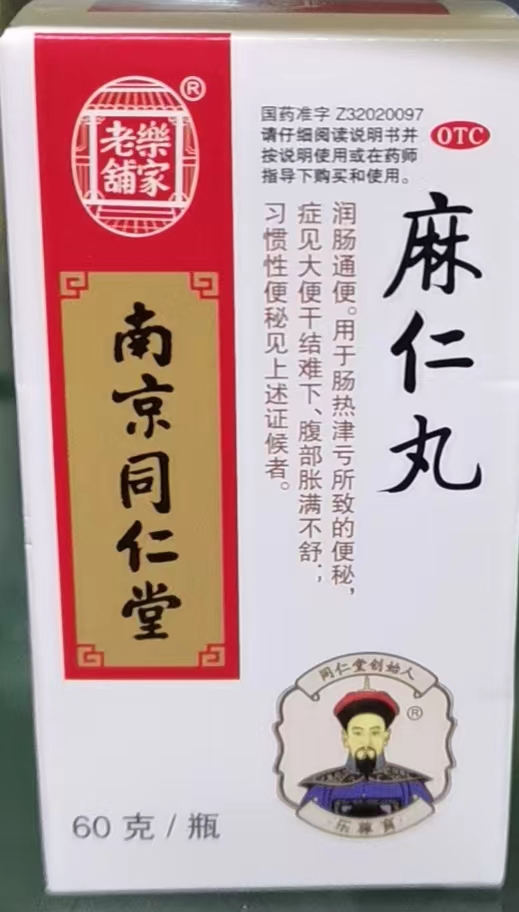 樂家
老舖
®
国药准字 Z32020097
请仔细阅读说明书并
按说明使用或在药师
指导下购买和使用。
OTC
麻仁丸
润肠通便。用于肠热津亏所致的便秘，
症见大便干结难下、腹部胀满不舒；
习惯性便秘见上述证候者。
南京同仁堂
同仁堂创始人
®
60 克 / 瓶